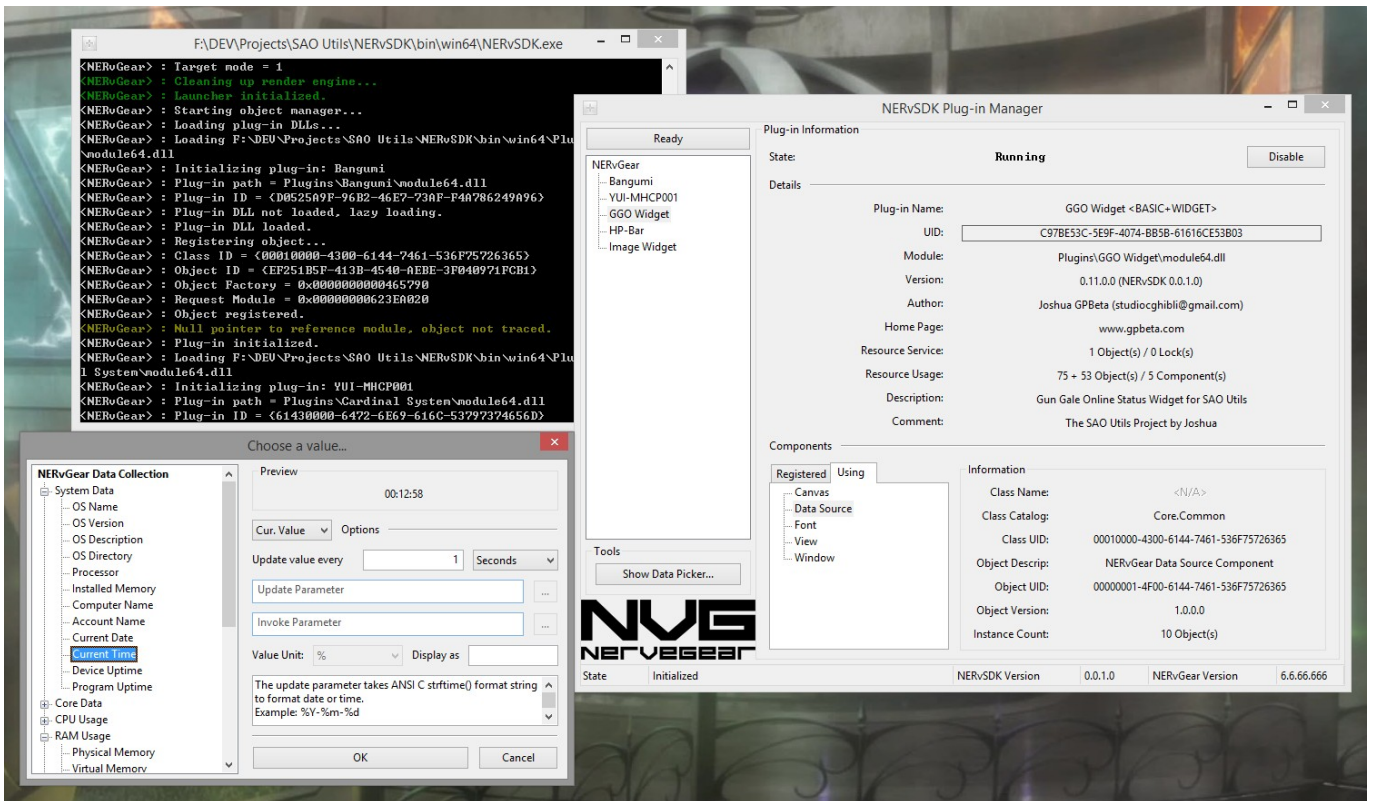 F:\DEV\Projects\SAO Utils\NERvSDK\bin\win64\NERvSDK.exe
<NERvGear> : Target mode = 1
<NERvGear> : Cleaning up render engine...
<NERvGear> : Launcher initialized.
<NERvGear> : Starting object manager...
<NERvGear> : Loading plug-in DLLs...
<NERvGear> : Loading F:\DEV\Projects\SAO Utils\NERvSDK\bin\win64\Plu
\module64.dll
<NERvGear> : Initializing plug-in: Bangumi
<NERvGear> : Plug-in path = Plugins\Bangumi\module64.dll
<NERvGear> : Plug-in ID = {D0525A9F-96B2-46E7-73AF-F4A786249A96}
<NERvGear> : Plug-in DLL not loaded, lazy loading.
<NERvGear> : Plug-in DLL loaded.
<NERvGear> : Registering object...
<NERvGear> : Class ID = {00010000-4300-6144-7461-536F75726365}
<NERvGear> : Object ID = {EF251B5F-413B-4540-AEBE-3F040971FCB1}
<NERvGear> : Object Factory = 0x0000000000465790
<NERvGear> : Request Module = 0x00000000623EA020
<NERvGear> : Object registered.
<NERvGear> : Null pointer to reference module, object not traced.
<NERvGear> : Plug-in initialized.
<NERvGear> : Loading F:\DEV\Projects\SAO Utils\NERvSDK\bin\win64\Plu
l System\module64.dll
<NERvGear> : Initializing plug-in: YUI-MHCP001
<NERvGear> : Plug-in path = Plugins\Cardinal System\module64.dll
<NERvGear> : Plug-in ID = {61430000-6472-6E69-616C-53797374656D}
NERvSDK Plug-in Manager
Ready
NERvGear
Bangumi
YUI-MHCP001
GGO Widget
HP-Bar
Image Widget
Tools
Show Data Picker...
NVG
NERVEGEAR
Plug-in Information
State: Running Disable
Details
Plug-in Name: GGO Widget <BASIC+WIDGET>
UID: C97BE53C-5E9F-4074-BB5B-61616CE53B03
Module: Plugins\GGO Widget\module64.dll
Version: 0.11.0.0 (NERvSDK 0.0.1.0)
Author: Joshua GPBeta (studiocghibli@gmail.com)
Home Page: www.gpbeta.com
Resource Service: 1 Object(s) / 0 Lock(s)
Resource Usage: 75 + 53 Object(s) / 5 Component(s)
Description: Gun Gale Online Status Widget for SAO Utils
Comment: The SAO Utils Project by Joshua
Components
Registered Using
Canvas
Data Source
Font
View
Window
Information
Class Name: <N/A>
Class Catalog: Core.Common
Class UID: 00010000-4300-6144-7461-536F75726365
Object Descrip: NERvGear Data Source Component
Object UID: 00000001-4F00-6144-7461-536F75726365
Object Version: 1.0.0.0
Instance Count: 10 Object(s)
State Initialized NERvSDK Version 0.0.1.0 NERvGear Version 6.6.66.666
Choose a value...
NERvGear Data Collection
System Data
OS Name
OS Version
OS Description
OS Directory
Processor
Installed Memory
Computer Name
Account Name
Current Date
Current Time
Device Uptime
Program Uptime
Core Data
CPU Usage
RAM Usage
Physical Memory
Virtual Memory
Preview
00:12:58
Cur. Value Options
Update value every 1 Seconds
Update Parameter ...
Invoke Parameter ...
Value Unit: % Display as
The update parameter takes ANSI C strftime() format string
to format date or time.
Example: %Y-%m-%d
OK Cancel